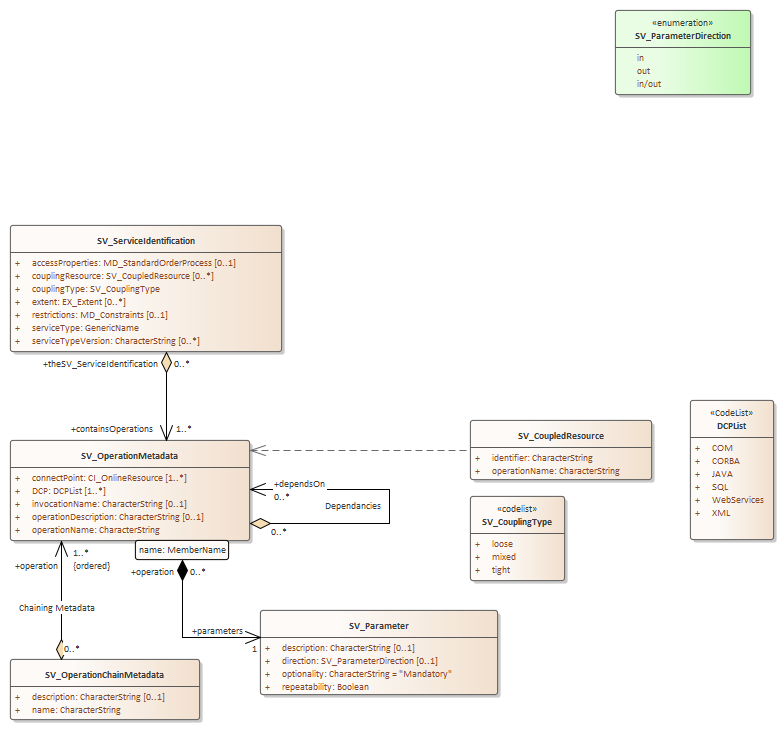 «enumeration»
SV_ParameterDirection
in
out
in/out
SV_ServiceIdentification
+ accessProperties: MD_StandardOrderProcess [0..1]
+ couplingResource: SV_CoupledResource [0..*]
+ couplingType: SV_CouplingType
+ extent: EX_Extent [0..*]
+ restrictions: MD_Constraints [0..1]
+ serviceType: GenericName
+ serviceTypeVersion: CharacterString [0..*]
+theSV_ServiceIdentification 0..*
+containsOperations 1..*
SV_OperationMetadata
+ connectPoint: CI_OnlineResource [1..*]
+ DCP: DCPList [1..*]
+ invocationName: CharacterString [0..1]
+ operationDescription: CharacterString [0..1]
+ operationName: CharacterString
+dependsOn
0..*
Dependancies
0..*
SV_CoupledResource
+ identifier: CharacterString
+ operationName: CharacterString
«codelist»
SV_CouplingType
+ loose
+ mixed
+ tight
«CodeList»
DCPList
+ COM
+ CORBA
+ JAVA
+ SQL
+ WebServices
+ XML
name: MemberName
+operation 0..*
+parameters
1
1..*
+operation {ordered}
Chaining Metadata
0..*
SV_Parameter
+ description: CharacterString [0..1]
+ direction: SV_ParameterDirection [0..1]
+ optionality: CharacterString = "Mandatory"
+ repeatability: Boolean
SV_OperationChainMetadata
+ description: CharacterString [0..1]
+ name: CharacterString